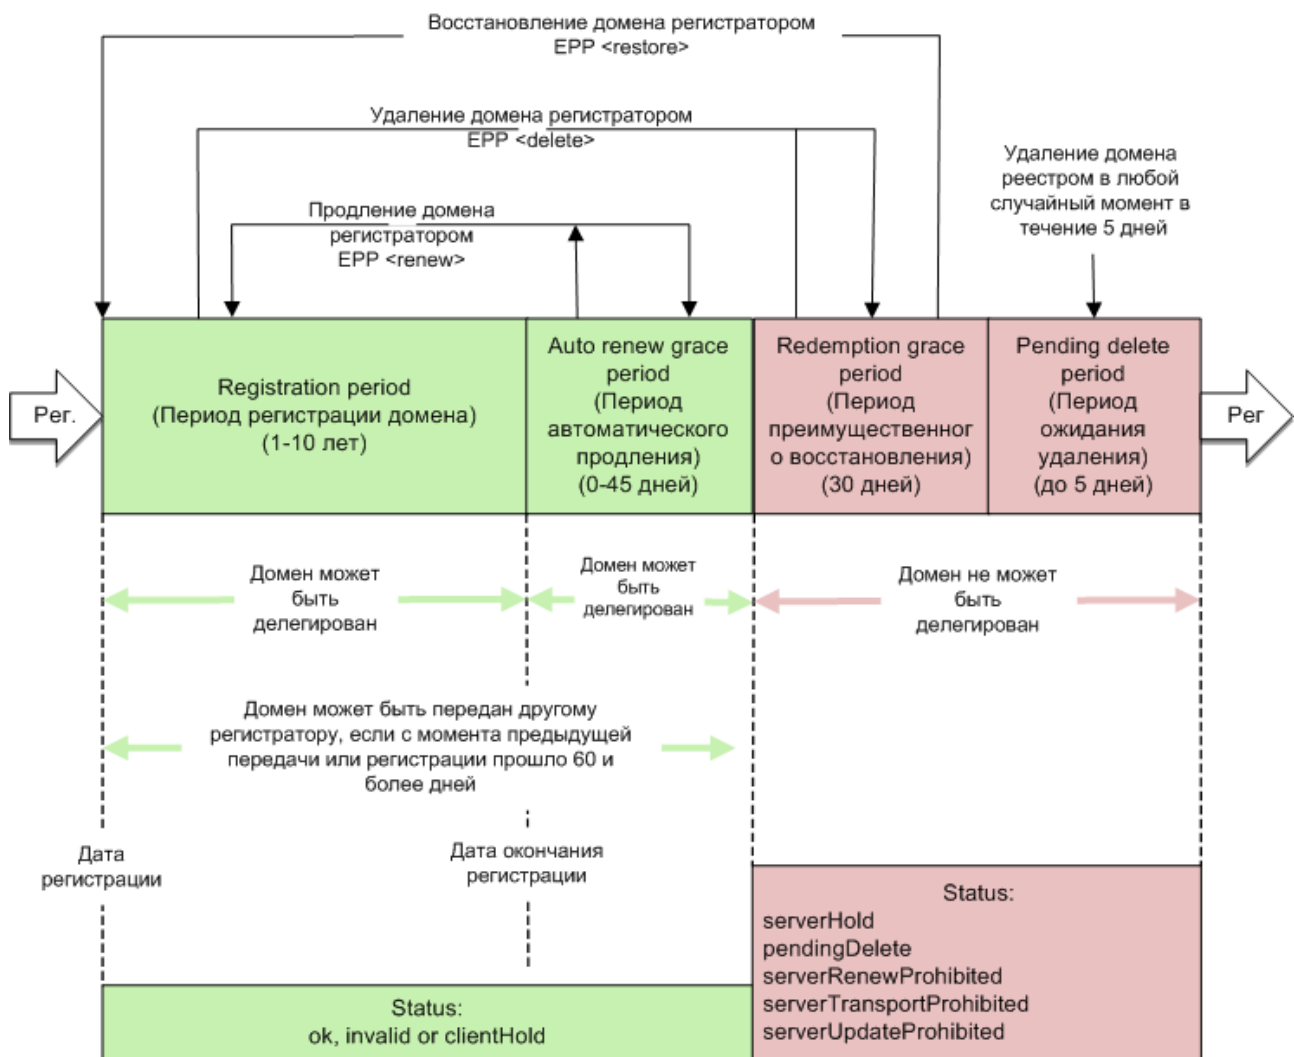 Восстановление домена регистратором
EPP <restore>
Удаление домена регистратором
EPP <delete>
Удаление домена
реестром в любой
случайный момент в
течение 5 дней
Продление домена
регистратором
EPP <renew>
Рег.
Registration period
(Период регистрации домена)
(1-10 лет)
Auto renew grace
period
(Период
автоматического
продления)
(0-45 дней)
Redemption grace
period
(Период
преимущественног
о восстановления)
(30 дней)
Pending delete
period
(Период
ожидания
удаления)
(до 5 дней)
Рег
Домен может
быть
делегирован
Домен может
быть
делегирован
Домен не может
быть
делегирован
Домен может быть передан другому
регистратору, если с момента предыдущей
передачи или регистрации прошло 60 и
более дней
Дата
регистрации
Дата окончания
регистрации
Status:
ok, invalid or clientHold
Status:
serverHold
pendingDelete
serverRenewProhibited
serverTransportProhibited
serverUpdateProhibited